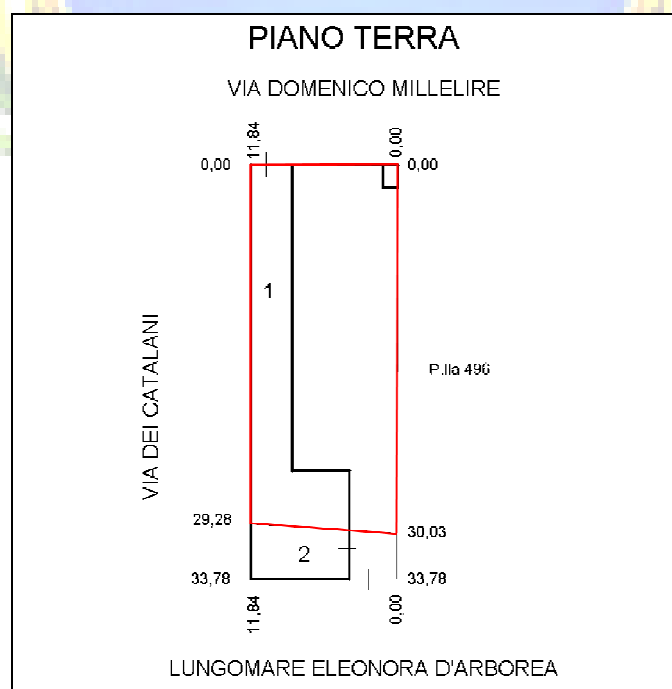 PIANO TERRA
VIA DOMENICO MILLELIRE
11,84
0,00
0,00
0,00
1
VIA DEI CATALANI
P.lla 496
29,28
30,03
2
33,78
33,78
11,84
0,00
LUNGOMARE ELEONORA D'ARBOREA